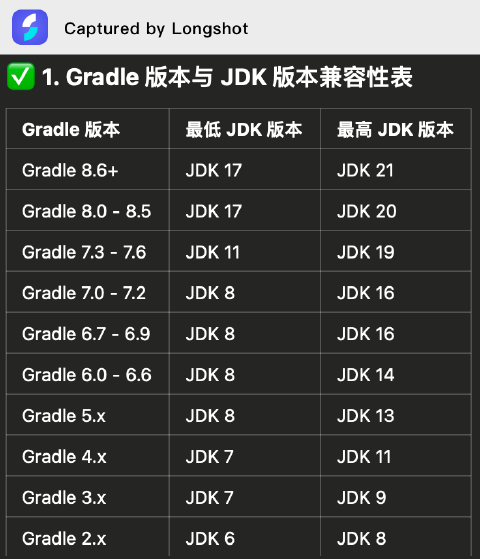 Captured by Longshot
✅ 1. Gradle 版本与 JDK 版本兼容性表
Gradle 版本 最低 JDK 版本 最高 JDK 版本
Gradle 8.6+ JDK 17 JDK 21
Gradle 8.0 - 8.5 JDK 17 JDK 20
Gradle 7.3 - 7.6 JDK 11 JDK 19
Gradle 7.0 - 7.2 JDK 8 JDK 16
Gradle 6.7 - 6.9 JDK 8 JDK 16
Gradle 6.0 - 6.6 JDK 8 JDK 14
Gradle 5.x JDK 8 JDK 13
Gradle 4.x JDK 7 JDK 11
Gradle 3.x JDK 7 JDK 9
Gradle 2.x JDK 6 JDK 8